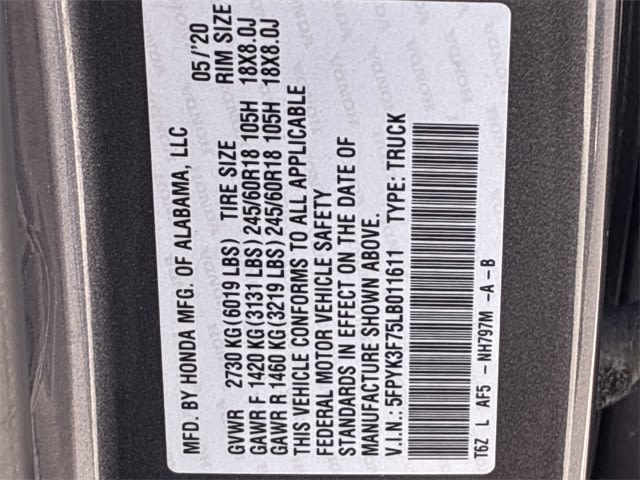 MFD. BY HONDA MFG. OF ALABAMA, LLC 05/'20
GVWR 2730 KG (6019 LBS) TIRE SIZE RIM SIZE
GAWR F 1420 KG (3131 LBS) 245/60R18 105H 18X8.0J
GAWR R 1460 KG (3219 LBS) 245/60R18 105H 18X8.0J
THIS VEHICLE CONFORMS TO ALL APPLICABLE
FEDERAL MOTOR VEHICLE SAFETY
STANDARDS IN EFFECT ON THE DATE OF
MANUFACTURE SHOWN ABOVE.
V.I.N.: 5FPYK3F75LB011611 TYPE: TRUCK
T6Z L AF5 -NH797M -A -B